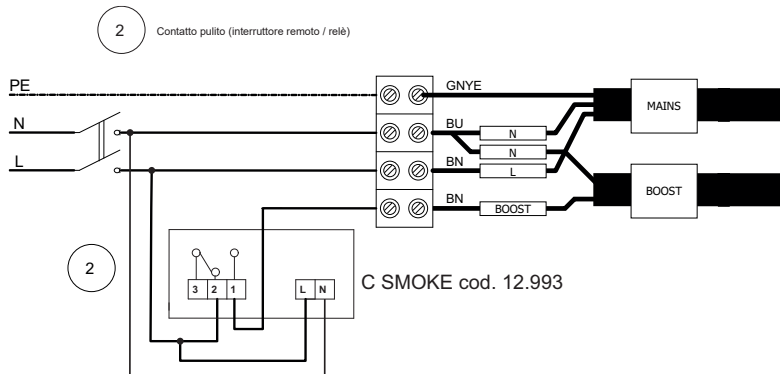 2 Contatto pulito (interruttore remoto / relè)
PE
GNYE
MAINS
N
BU
N
N
L
BN
L
BN
BOOST
BOOST
2
3 2 1 L N
C SMOKE cod. 12.993